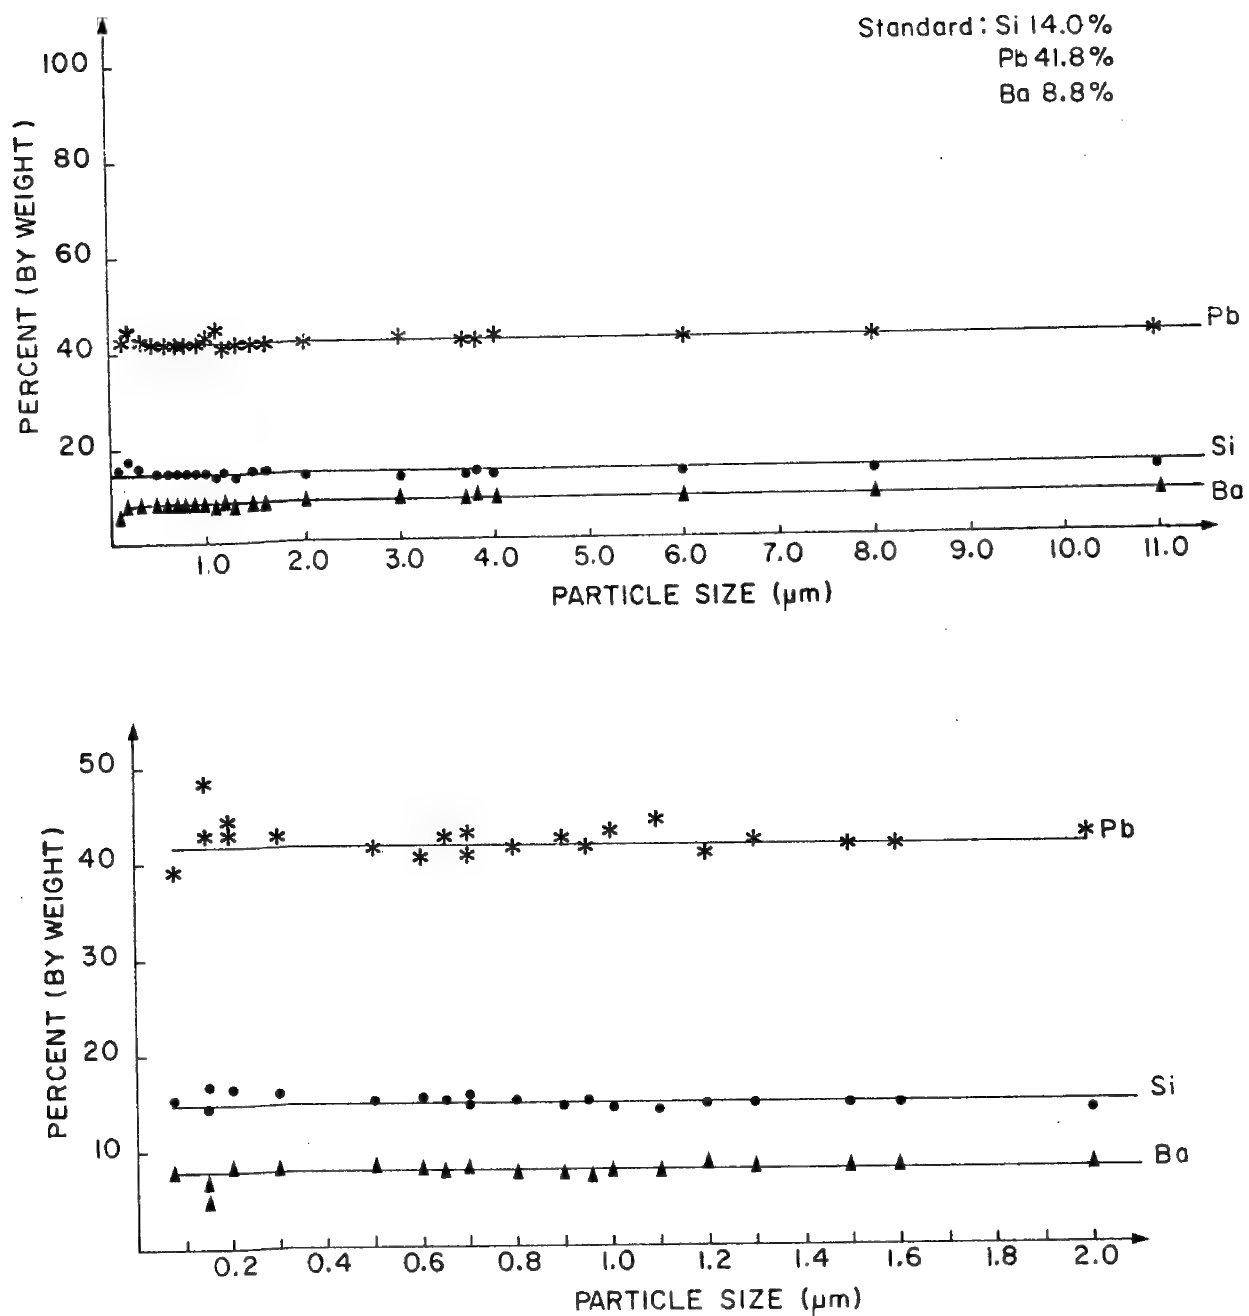 Standard: Si 14.0%
Pb 41.8%
Ba 8.8%
PERCENT (BY WEIGHT)
100
80
60
40
20
Pb
Si
Ba
1.0 2.0 3.0 4.0 5.0 6.0 7.0 8.0 9.0 10.0 11.0
PARTICLE SIZE (µm)
PERCENT (BY WEIGHT)
50
40
30
20
10
Pb
Si
Ba
0.2 0.4 0.6 0.8 1.0 1.2 1.4 1.6 1.8 2.0
PARTICLE SIZE (µm)